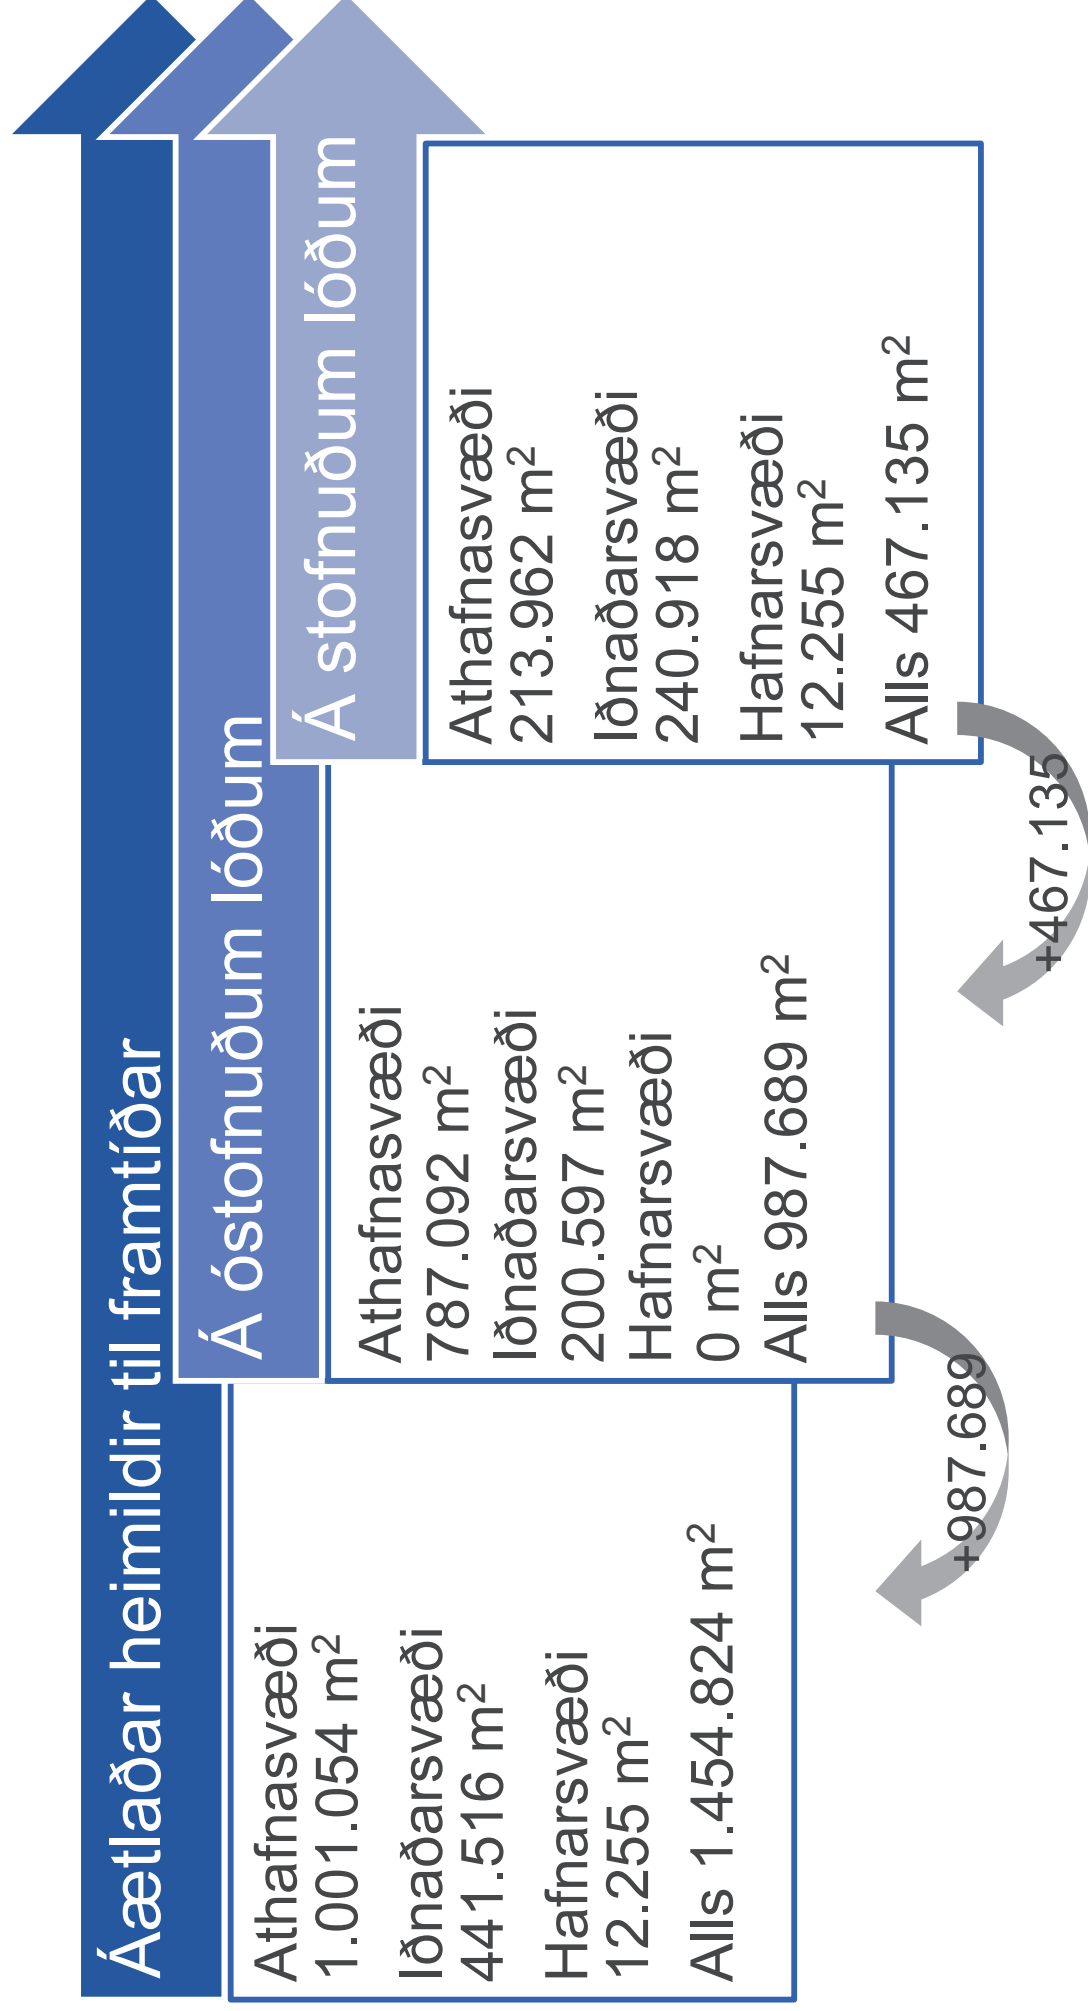 Áætlaðar heimildir til framtíðar
Athafnasvæði
1.001.054 m²
Iðnaðarsvæði
441.516 m²
Hafnarsvæði
12.255 m²
Alls 1.454.824 m²
Á óstofnuðum lóðum
Athafnasvæði
787.092 m²
Iðnaðarsvæði
200.597 m²
Hafnarsvæði
0 m²
Alls 987.689 m²
Á stofnuðum lóðum
Athafnasvæði
213.962 m²
Iðnaðarsvæði
240.918 m²
Hafnarsvæði
12.255 m²
Alls 467.135 m²
+987.689
+467.135